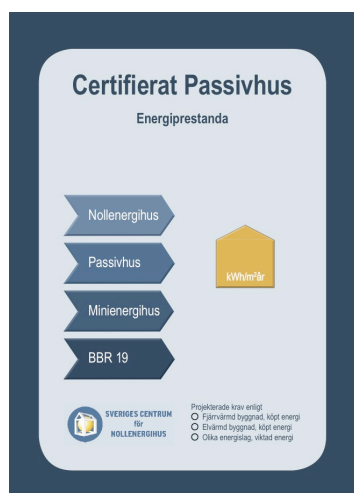 Certifierat Passivhus
Energiprestanda
Nollenergihus
Passivhus
Minienergihus
BBR 19
kWh/m²år
SVERIGES CENTRUM
för
NOLLENERGIHUS
Projekterade krav enligt
Fjärrvärmd byggnad, köpt energi
Elvärmd byggnad, köpt energi
Olika energislag, viktad energi